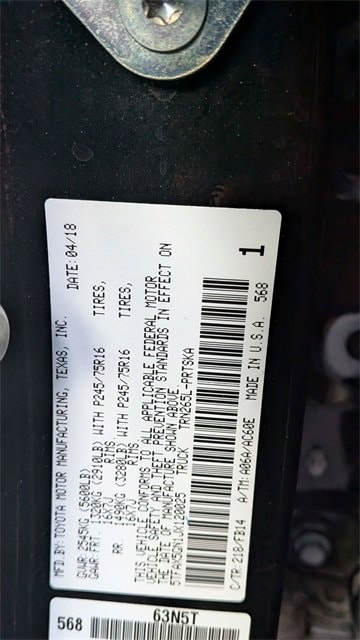 MFD.BY: TOYOTA MOTOR MANUFACTURING, TEXAS, INC. DATE: 04/18
GVWR: 2545KG (5600LB)
GAWR FRT. 1320KG (2910LB) WITH P245/75R16 TIRES,
16X7J RIMS
RR. 1490KG (3280LB) WITH P245/75R16 TIRES,
16X7J RIMS
THIS VEHICLE CONFORMS TO ALL APPLICABLE FEDERAL MOTOR
VEHICLE SAFETY AND THEFT PREVENTION STANDARDS IN EFFECT ON
THE DATE OF MANUFACTURE SHOWN ABOVE.
TRUCK TRN265L-PRTSKA
1
C/TR: 218/FB14 A/TM: A06A/AC60E MADE IN U.S.A. 568
568 63N5T